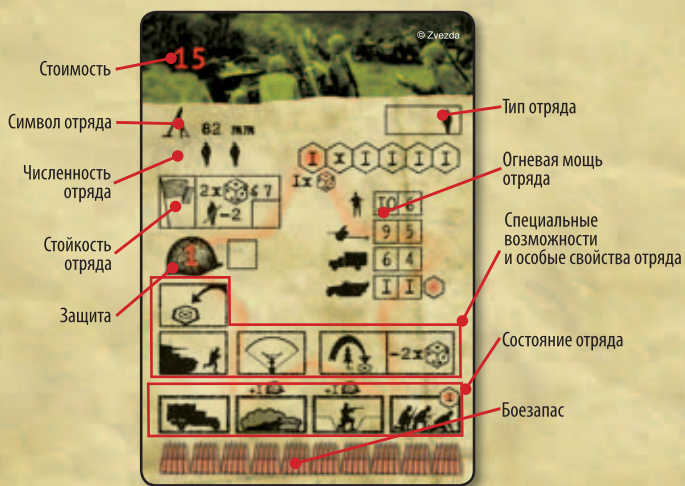 © Zvezda
15
Стоимость
Символ отряда
82 mm
Тип отряда
Численность
отряда
I x I I I I
1x
Огневая мощь
отряда
2x ≤ 7
-2
10 6
9 5
6 4
I I
Стойкость
отряда
Специальные
возможности
и особые свойства отряда
1
Защита
-2x
Состояние отряда
+1 +1
1
Боезапас